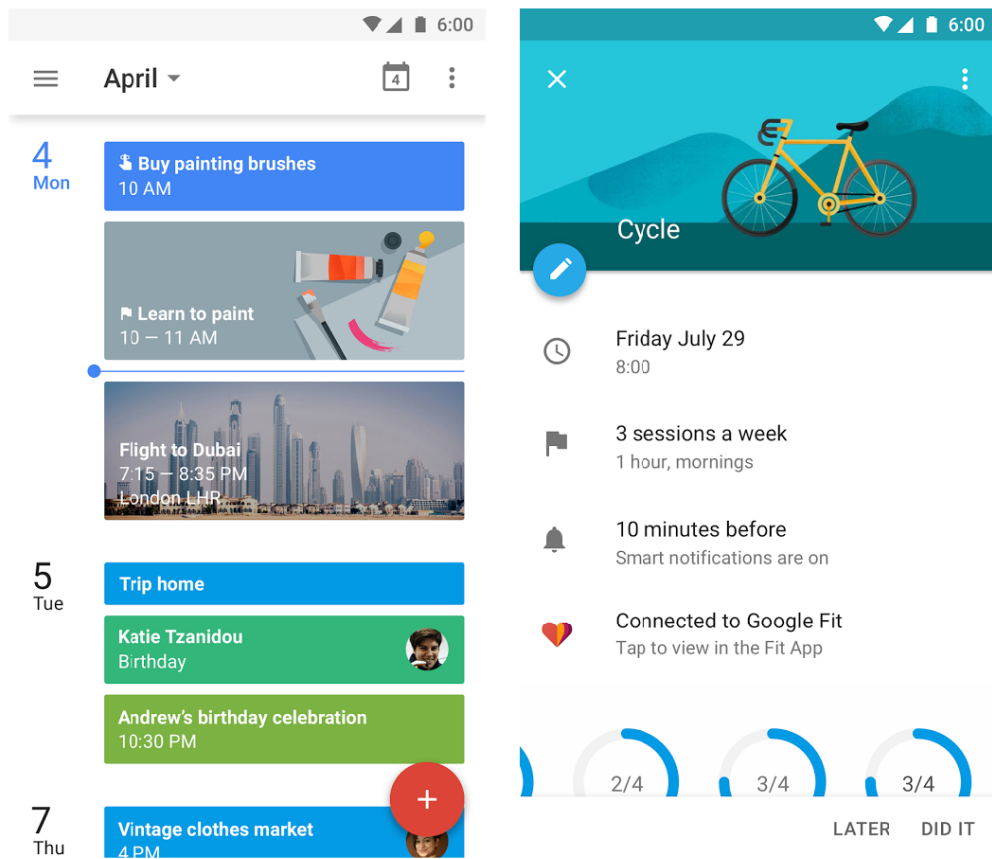 6:00
April
4
4
Mon
Buy painting brushes
10 AM
Learn to paint
10 — 11 AM
Flight to Dubai
7:15 — 8:35 PM
London LHR
5
Tue
Trip home
Katie Tzanidou
Birthday
Andrew's birthday celebration
10:30 PM
7
Thu
Vintage clothes market
4 PM
6:00
Cycle
Friday July 29
8:00
3 sessions a week
1 hour, mornings
10 minutes before
Smart notifications are on
Connected to Google Fit
Tap to view in the Fit App
2/4
3/4
3/4
LATER
DID IT